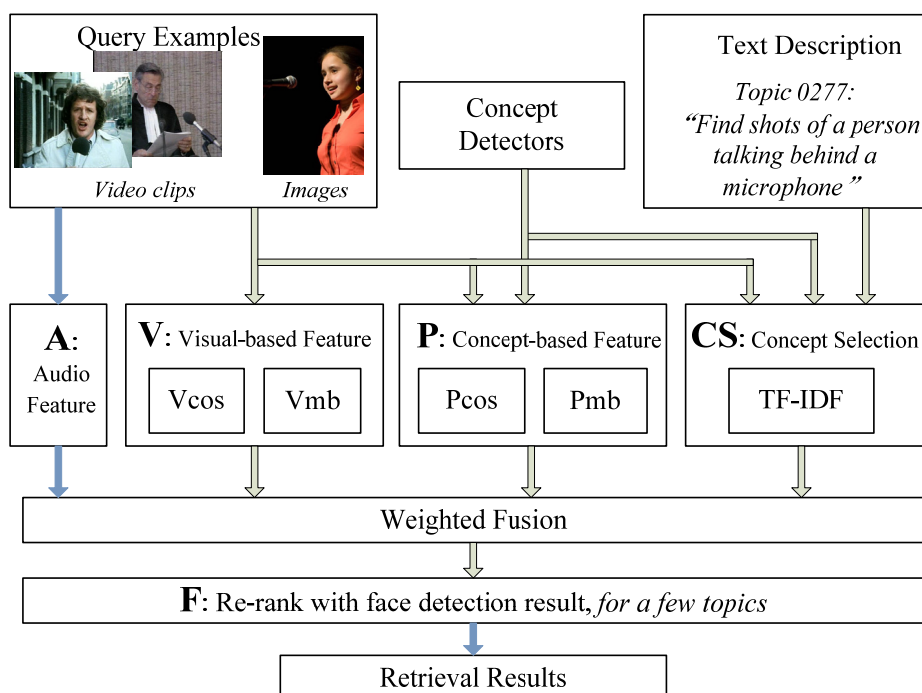 Query Examples
Video clips
Images
Concept
Detectors
Text Description
Topic 0277:
“Find shots of a person
talking behind a
microphone”
A:
Audio
Feature
V: Visual-based Feature
Vcos
Vmb
P: Concept-based Feature
Pcos
Pmb
CS: Concept Selection
TF-IDF
Weighted Fusion
F: Re-rank with face detection result, for a few topics
Retrieval Results